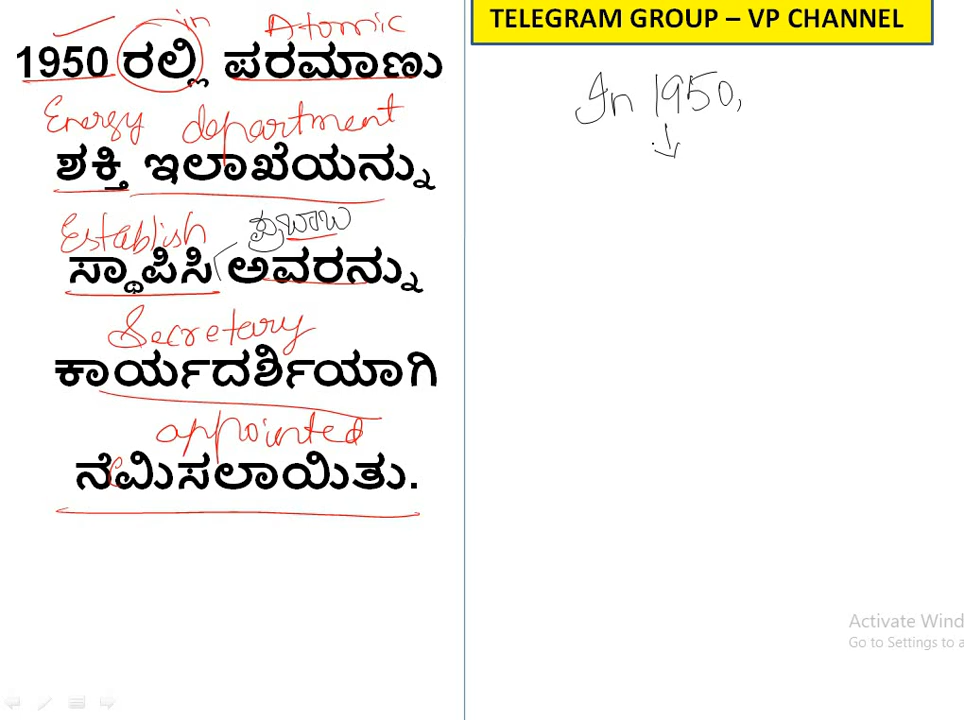 in Atomic
1950 ರಲ್ಲಿ ಪರಮಾಣು
Energy department
ಶಕ್ತಿ ಇಲಾಖೆಯನ್ನು
Establish
ಸ್ಥಾಪಿಸಿ ಅವರನ್ನು
Secretary
ಕಾರ್ಯದರ್ಶಿಯಾಗಿ
appointed
ನೇಮಿಸಲಾಯಿತು.
TELEGRAM GROUP – VP CHANNEL
In 1950,
Activate Wind
Go to Settings to a